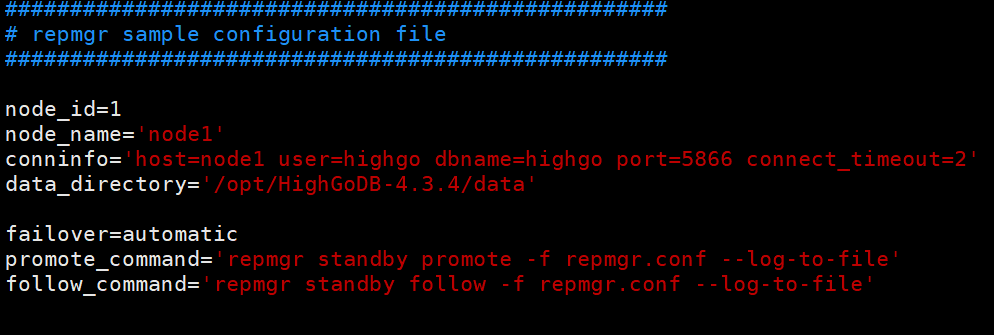 ###################################################
# repmgr sample configuration file
###################################################
node_id=1
node_name='node1'
conninfo='host=node1 user=highgo dbname=highgo port=5866 connect_timeout=2'
data_directory='/opt/HighGoDB-4.3.4/data'
failover=automatic
promote_command='repmgr standby promote -f repmgr.conf --log-to-file'
follow_command='repmgr standby follow -f repmgr.conf --log-to-file'